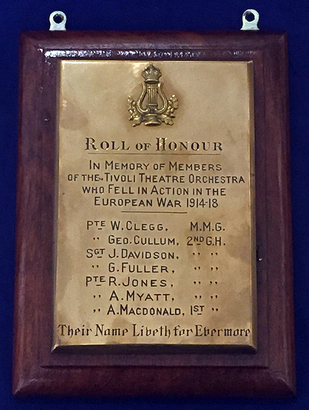 ROLL OF HONOUR
IN MEMORY OF MEMBERS
OF THE TIVOLI THEATRE ORCHESTRA
WHO FELL IN ACTION IN THE
EUROPEAN WAR 1914-18
PTE W. CLEGG, M.M.G.
" GEO. CULLUM, 2ND G.H.
SGT J. DAVIDSON, " "
" G. FULLER, " "
PTE R. JONES, " "
" A. MYATT, " "
" A. MACDONALD, 1ST "
Their Name Liveth for Evermore